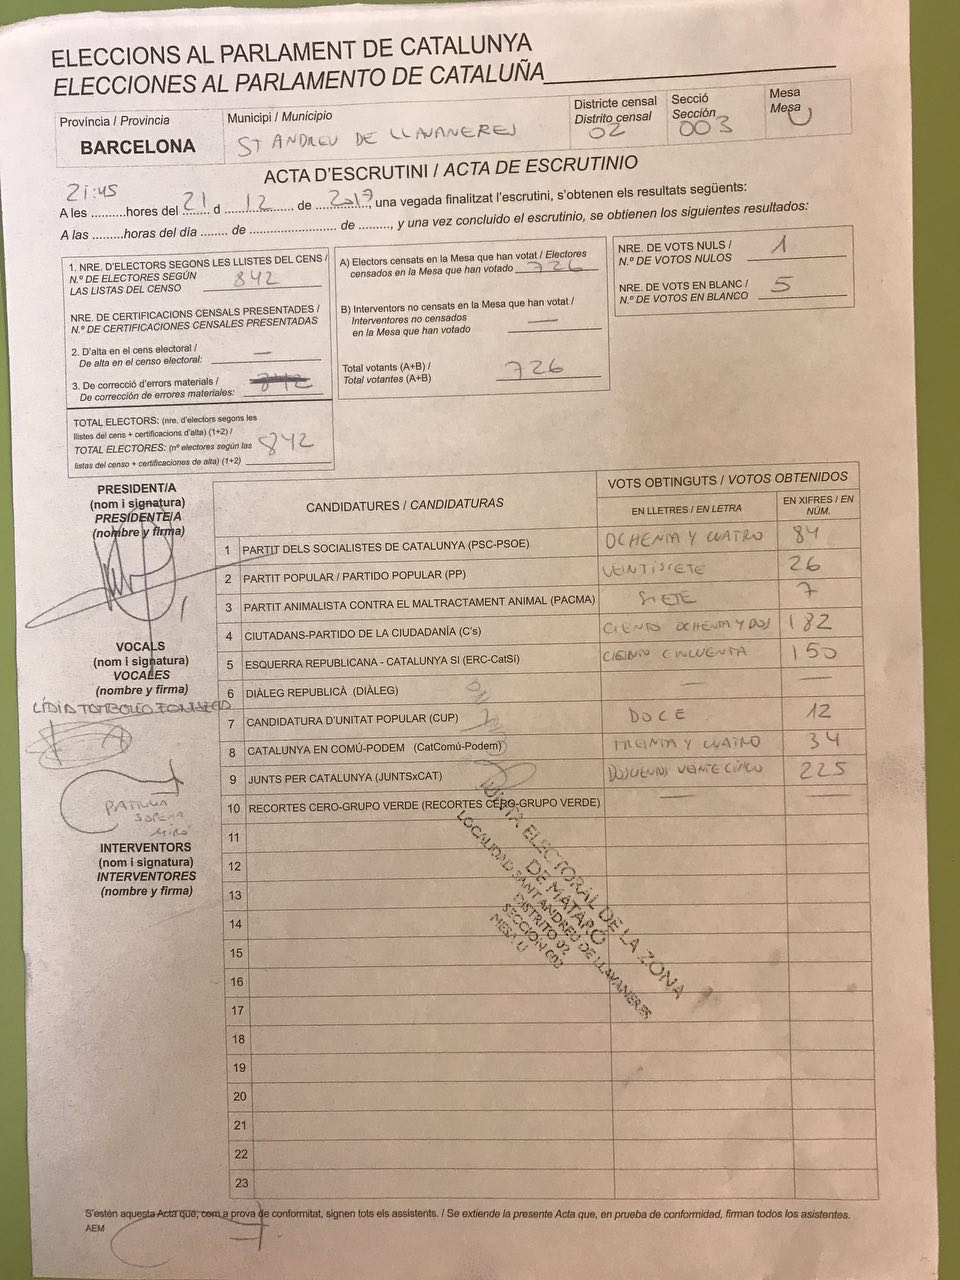 ELECCIONS AL PARLAMENT DE CATALUNYA
ELECCIONES AL PARLAMENTO DE CATALUÑA
Província / Provincia
BARCELONA
Municipi / Municipio
ST ANDREU DE LLAVANERES
Districte censal
Distrito censal
02
Secció
Sección
003
Mesa
Mesa
U
ACTA D'ESCRUTINI / ACTA DE ESCRUTINIO
21:45
A les ..........hores del 21 d 12 de 2017, una vegada finalitzat l'escrutini, s'obtenen els resultats següents:
A las .........horas del día ........ de .......................... de ........., y una vez concluido el escrutinio, se obtienen los siguientes resultados:
1. NRE. D'ELECTORS SEGONS LES LLISTES DEL CENS /
N.º DE ELECTORES SEGÚN
LAS LISTAS DEL CENSO 842
NRE. DE CERTIFICACIONS CENSALS PRESENTADES /
N.º DE CERTIFICACIONES CENSALES PRESENTADAS
2. D'alta en el cens electoral /
De alta en el censo electoral: —
3. De correcció d'errors materials /
De corrección de errores materiales: 842
TOTAL ELECTORS: (nre. d'electors segons les
llistes del cens + certificacions d'alta) (1+2) /
TOTAL ELECTORES: (nº electores según las
listas del censo + certificaciones de alta) (1+2) 842
A) Electors censats en la Mesa que han votat / Electores
censados en la Mesa que han votado 726
B) Interventors no censats en la Mesa que han votat /
Interventores no censados
en la Mesa que han votado —
Total votants (A+B) /
Total votantes (A+B) 726
NRE. DE VOTS NULS /
N.º DE VOTOS NULOS 1
NRE. DE VOTS EN BLANC /
N.º DE VOTOS EN BLANCO 5
PRESIDENT/A
(nom i signatura)
PRESIDENTE/A
(nombre y firma)
VOCALS
(nom i signatura)
VOCALES
(nombre y firma)
LÍDIA
PATRICIA
MIRÓ
INTERVENTORS
(nom i signatura)
INTERVENTORES
(nombre y firma)
CANDIDATURES / CANDIDATURAS
VOTS OBTINGUTS / VOTOS OBTENIDOS
EN LLETRES / EN LETRA
EN XIFRES / EN
NÚM.
1 PARTIT DELS SOCIALISTES DE CATALUNYA (PSC-PSOE) OCHENTA Y CUATRO 84
2 PARTIT POPULAR / PARTIDO POPULAR (PP) VEINTISIETE 26
3 PARTIT ANIMALISTA CONTRA EL MALTRACTAMENT ANIMAL (PACMA) SIETE 7
4 CIUTADANS-PARTIDO DE LA CIUDADANÍA (C's) CIENTO OCHENTA Y DOS 182
5 ESQUERRA REPUBLICANA - CATALUNYA SI (ERC-CatSí) CIENTO CINCUENTA 150
6 DIÀLEG REPUBLICÀ (DIÀLEG) — —
7 CANDIDATURA D'UNITAT POPULAR (CUP) DOCE 12
8 CATALUNYA EN COMÚ-PODEM (CatComú-Podem) TREINTA Y CUATRO 34
9 JUNTS PER CATALUNYA (JUNTSxCAT) 225
10 RECORTES CERO-GRUPO VERDE (RECORTES CERO-GRUPO VERDE) — —
11
12
13
14
15
16
17
18
19
20
21
22
23
JUNTA ELECTORAL DE LA ZONA
DE MATARÓ
LOCALIDAD SANT ANDREU DE LLAVANERES
DISTRITO 02
SECCION 003
MESA U
S'estén aquesta Acta que, com a prova de conformitat, signen tots els assistents. / Se extiende la presente Acta que, en prueba de conformidad, firman todos los asistentes.
AEM